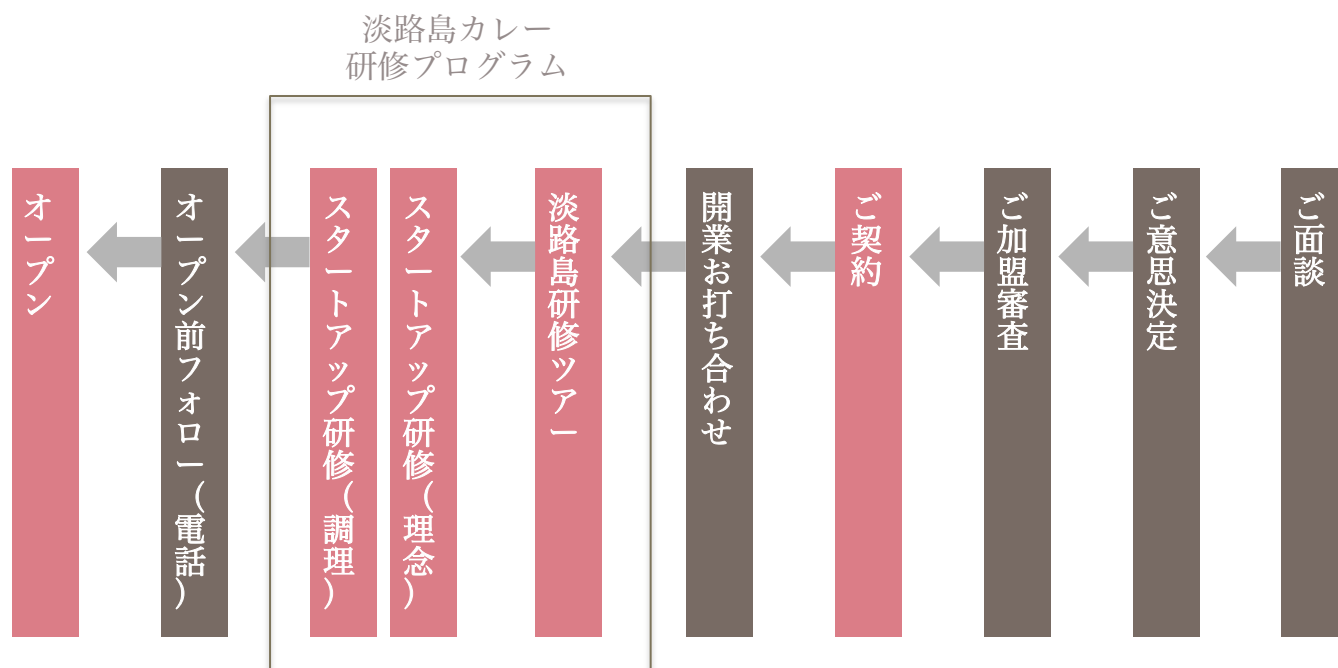 淡路島カレー
研修プログラム
ご面談
ご意思決定
ご加盟審査
ご契約
開業お打ち合わせ
淡路島研修ツアー
スタートアップ研修(理念)
スタートアップ研修(調理)
オープン前フォロー(電話)
オープン